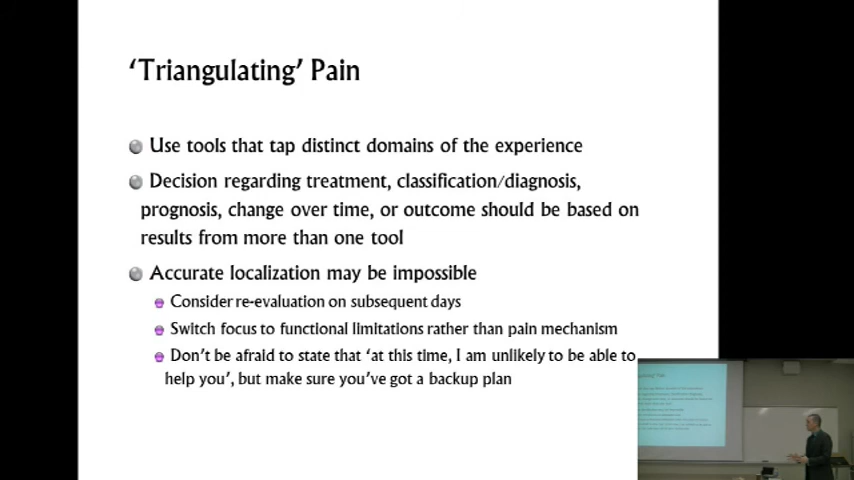 ‘Triangulating’ Pain
Use tools that tap distinct domains of the experience
Decision regarding treatment, classification/diagnosis,
prognosis, change over time, or outcome should be based on
results from more than one tool
Accurate localization may be impossible
Consider re-evaluation on subsequent days
Switch focus to functional limitations rather than pain mechanism
Don’t be afraid to state that ‘at this time, I am unlikely to be able to
help you’, but make sure you’ve got a backup plan